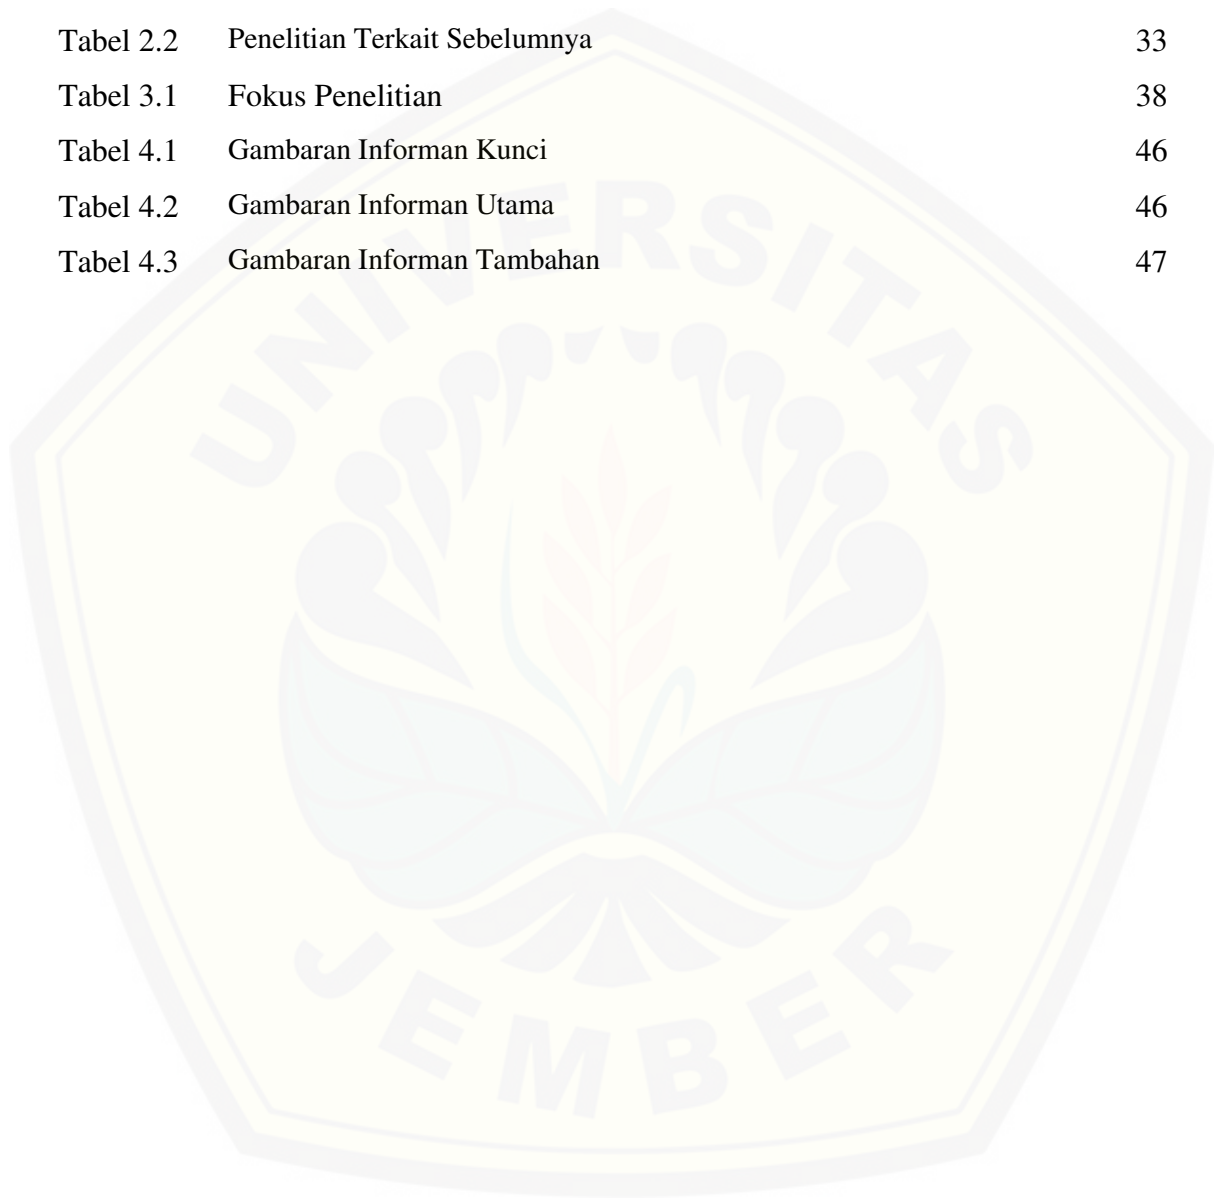 Tabel 2.2 Penelitian Terkait Sebelumnya 33
Tabel 3.1 Fokus Penelitian 38
Tabel 4.1 Gambaran Informan Kunci 46
Tabel 4.2 Gambaran Informan Utama 46
Tabel 4.3 Gambaran Informan Tambahan 47
UNIVERSITAS
JEMBER